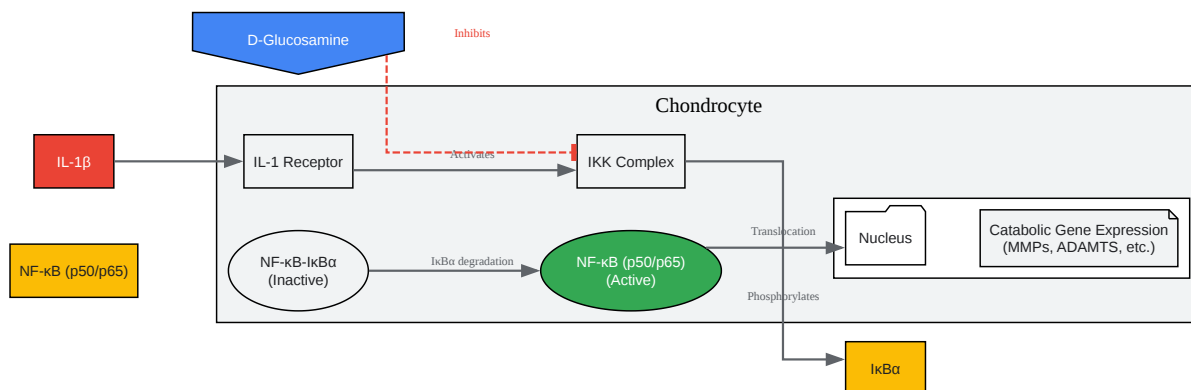 D-Glucosamine
Inhibits
Chondrocyte
IL-1β
IL-1 Receptor
Activates
IKK Complex
NF-κB (p50/p65)
NF-κB-IκBα
(Inactive)
IκBα degradation
NF-κB (p50/p65)
(Active)
Translocation
Nucleus
Catabolic Gene Expression
(MMPs, ADAMTS, etc.)
Phosphorylates
IκBα